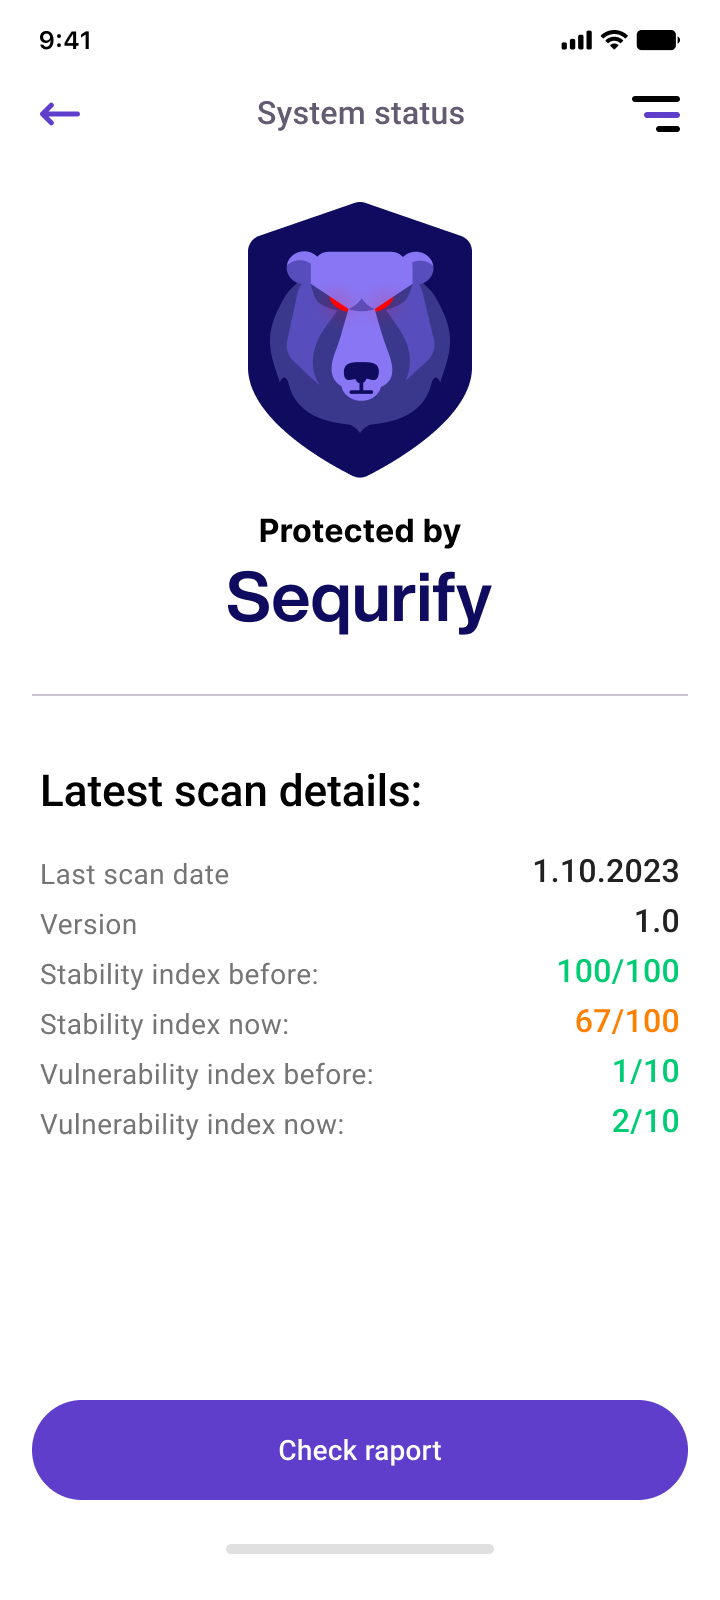 9:41
System status
Protected by
Sequrify
Latest scan details:
Last scan date 1.10.2023
Version 1.0
Stability index before: 100/100
Stability index now: 67/100
Vulnerability index before: 1/10
Vulnerability index now: 2/10
Check raport